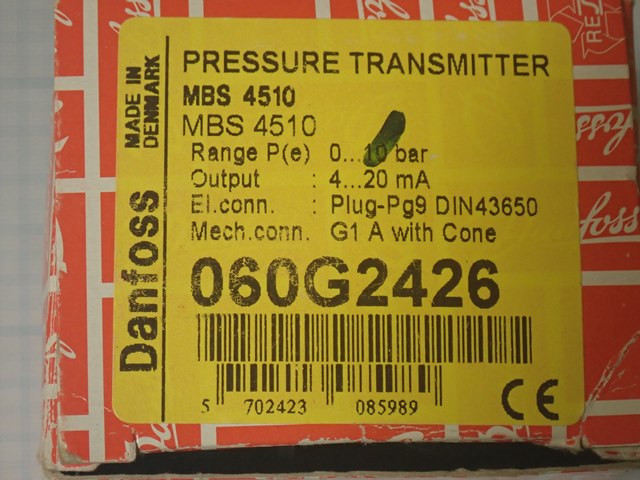 PRESSURE TRANSMITTER
MBS 4510
MBS 4510
Range P(e) 0...10 bar
Output : 4...20 mA
El.conn. : Plug-Pg9 DIN43650
Mech.conn. G1 A with Cone
060G2426
5 702423 085989
CE
Danfoss
MADE IN
DENMARK
foss